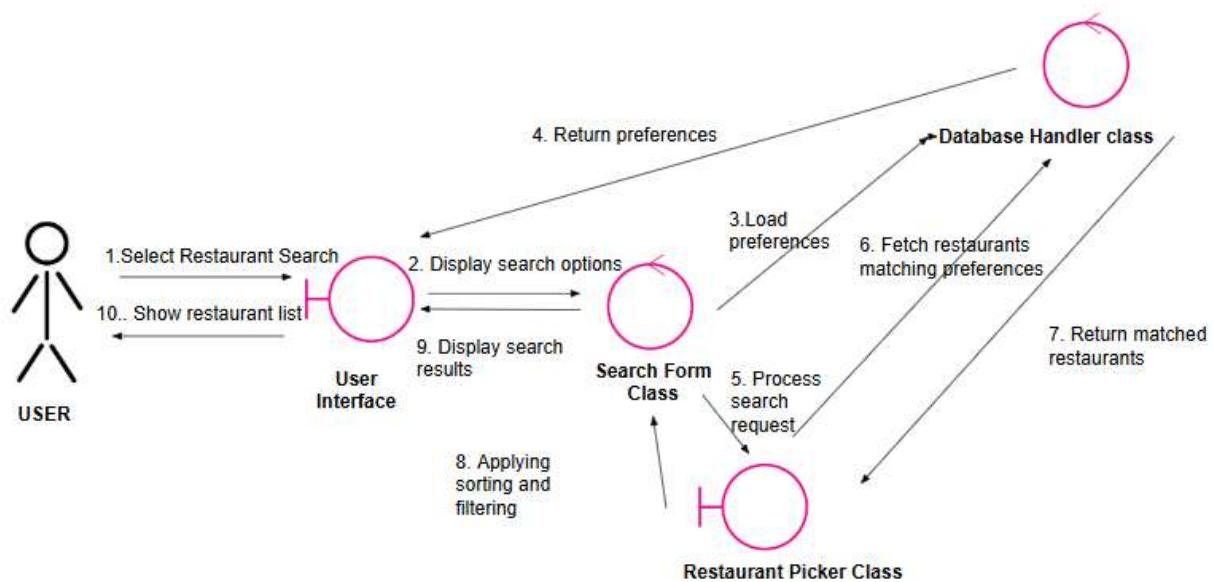 4. Return preferences
Database Handler class
3.Load
preferences
6. Fetch restaurants
matching preferences
1.Select Restaurant Search
2. Display search options
10.. Show restaurant list
9. Display search
results
7. Return matched
restaurants
User
Interface
Search Form
Class
5. Process
search
request
USER
8. Applying
sorting and
filtering
Restaurant Picker Class